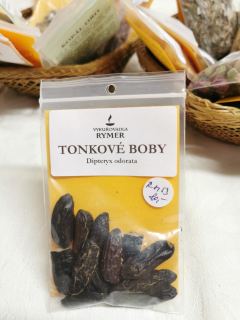 VYKUŘOVADLA
RYMER
TONKOVÉ BOBY
Dipteryx odorata